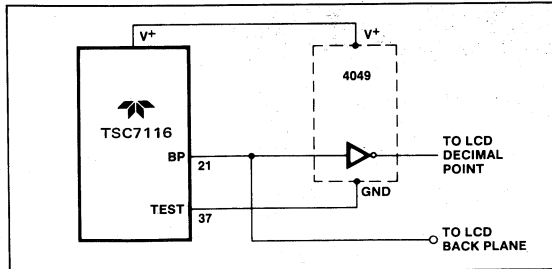 V+
V+
4049
TSC7116
BP
21
TO LCD
DECIMAL
POINT
GND
TEST
37
TO LCD
BACK PLANE